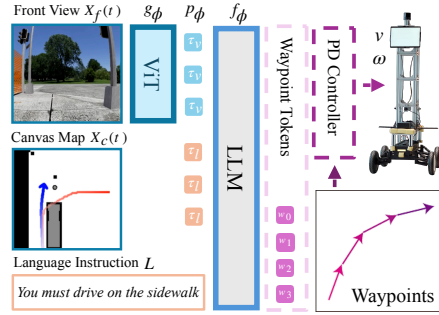 Front View X_f(t)
g_ϕ
p_ϕ
f_ϕ
ViT
τ_v
τ_v
τ_v
Canvas Map X_c(t)
τ_l
τ_l
τ_l
Language Instruction L
You must drive on the sidewalk
LLM
Waypoint Tokens
w_0
w_1
w_2
w_3
PD Controller
v
ω
Waypoints